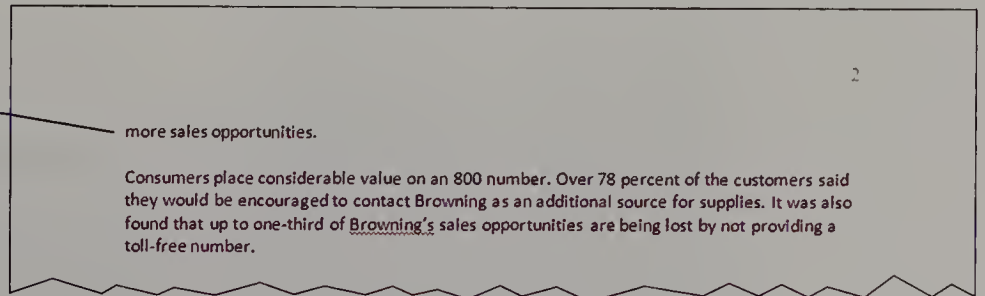 2
more sales opportunities.
Consumers place considerable value on an 800 number. Over 78 percent of the customers said
they would be encouraged to contact Browning as an additional source for supplies. It was also
found that up to one-third of Browning's sales opportunities are being lost by not providing a
toll-free number.